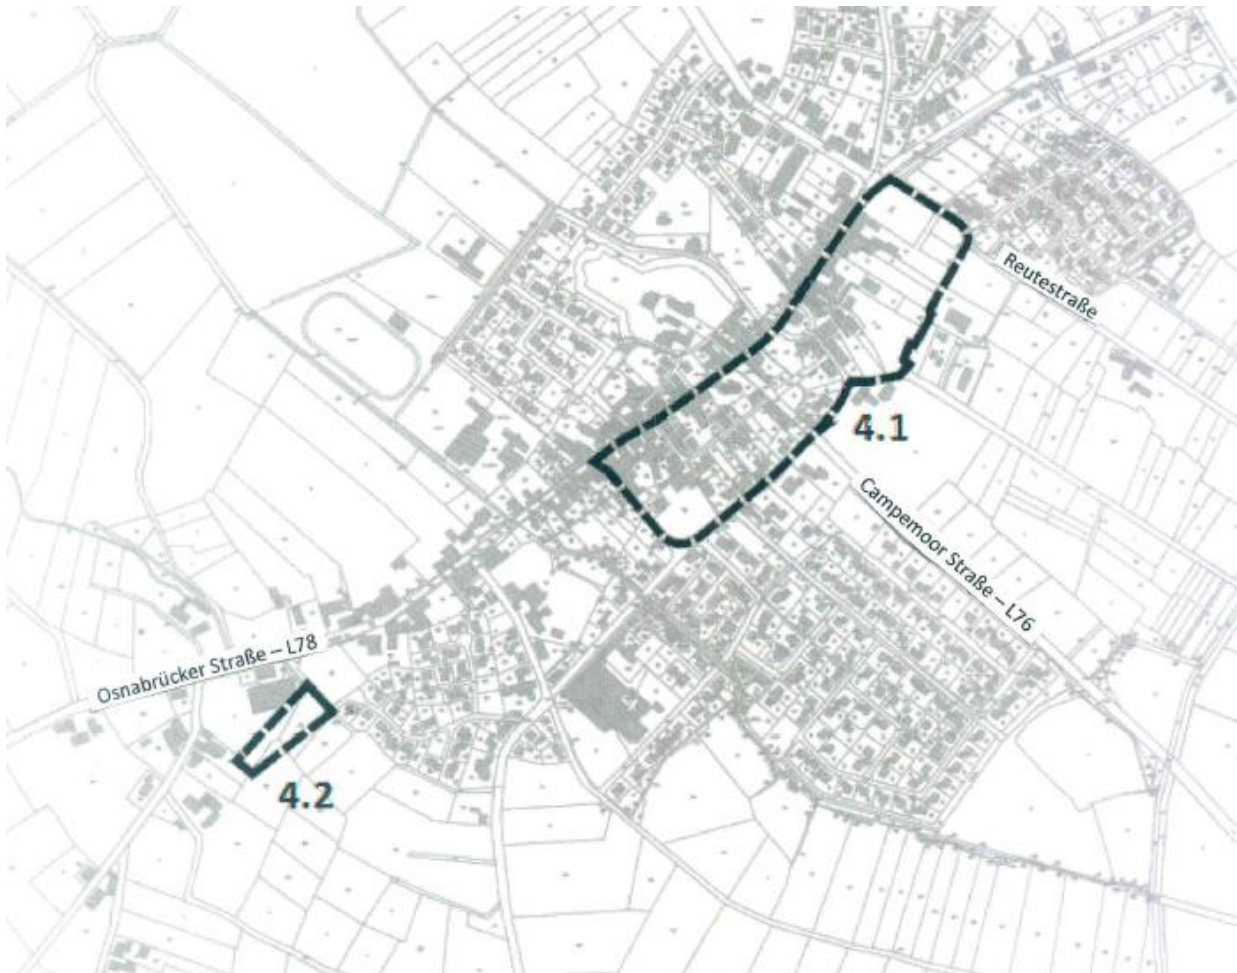 Reutestraße
4.1
Campemoor Straße – L76
Osnabrücker Straße – L78
4.2